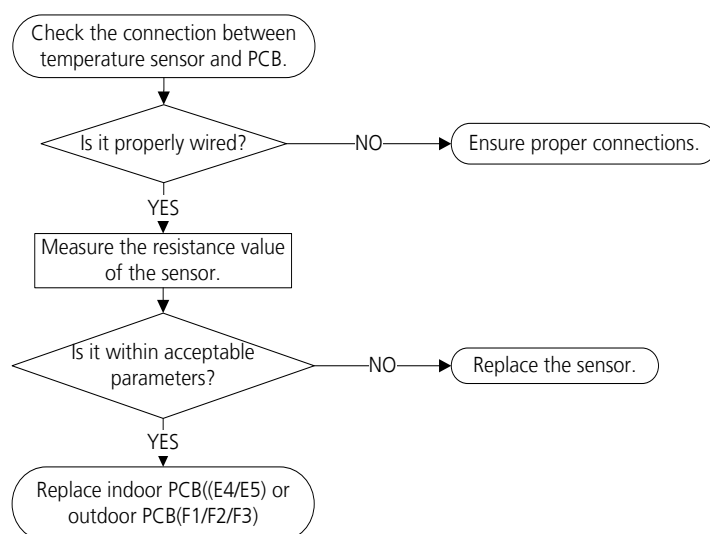 Check the connection between
temperature sensor and PCB.
Is it properly wired?
NO
Ensure proper connections.
YES
Measure the resistance value
of the sensor.
Is it within acceptable
parameters?
NO
Replace the sensor.
YES
Replace indoor PCB((E4/E5) or
outdoor PCB(F1/F2/F3)